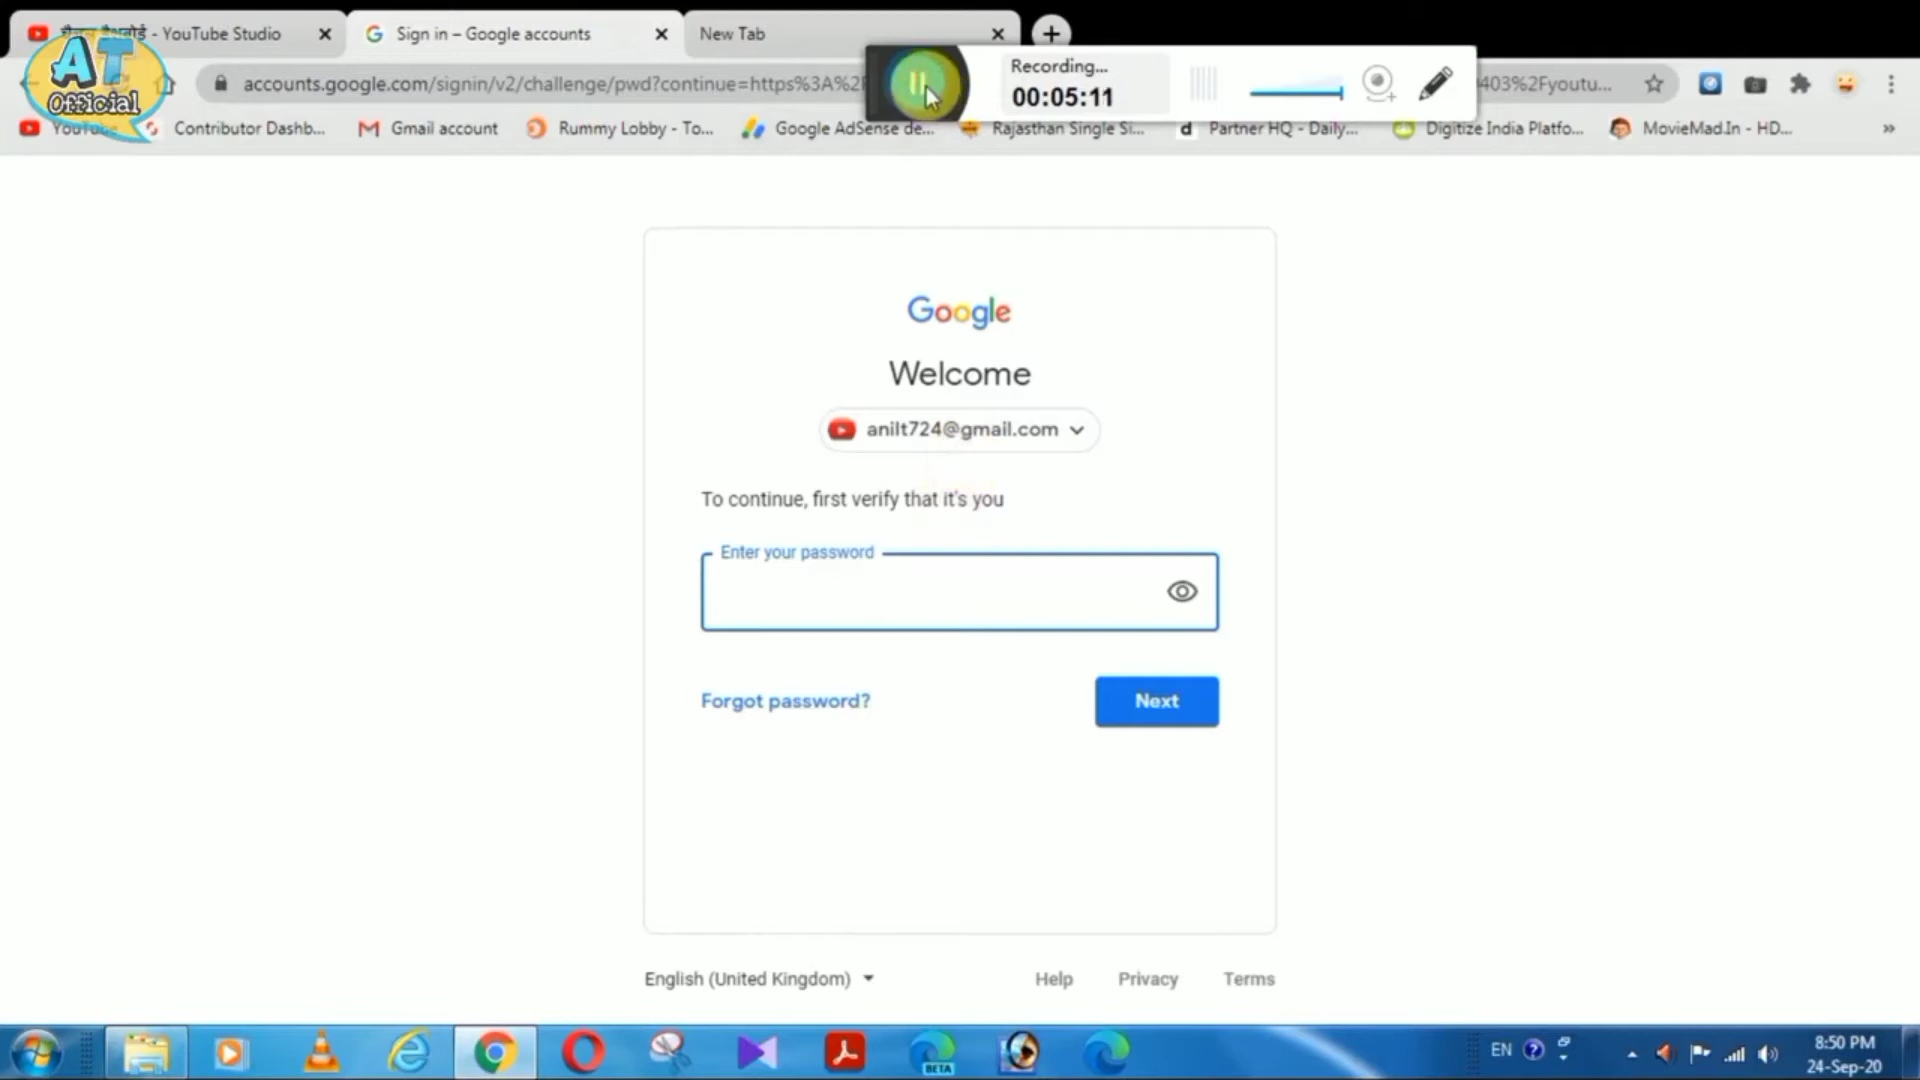 - YouTube Studio
Sign in – Google accounts
New Tab
AT
Official
accounts.google.com/signin/v2/challenge/pwd?continue=https%3A%2F
Recording...
00:05:11
403%2Fyoutu...
YouTube
Contributor Dashb...
Gmail account
Rummy Lobby - To...
Google AdSense de...
Rajasthan Single Si...
d Partner HQ - Daily...
Digitize India Platfo...
MovieMad.In - HD...
Google
Welcome
anilt724@gmail.com
To continue, first verify that it's you
Enter your password
Forgot password?
Next
English (United Kingdom)
Help
Privacy
Terms
BETA
EN
8:50 PM
24-Sep-20